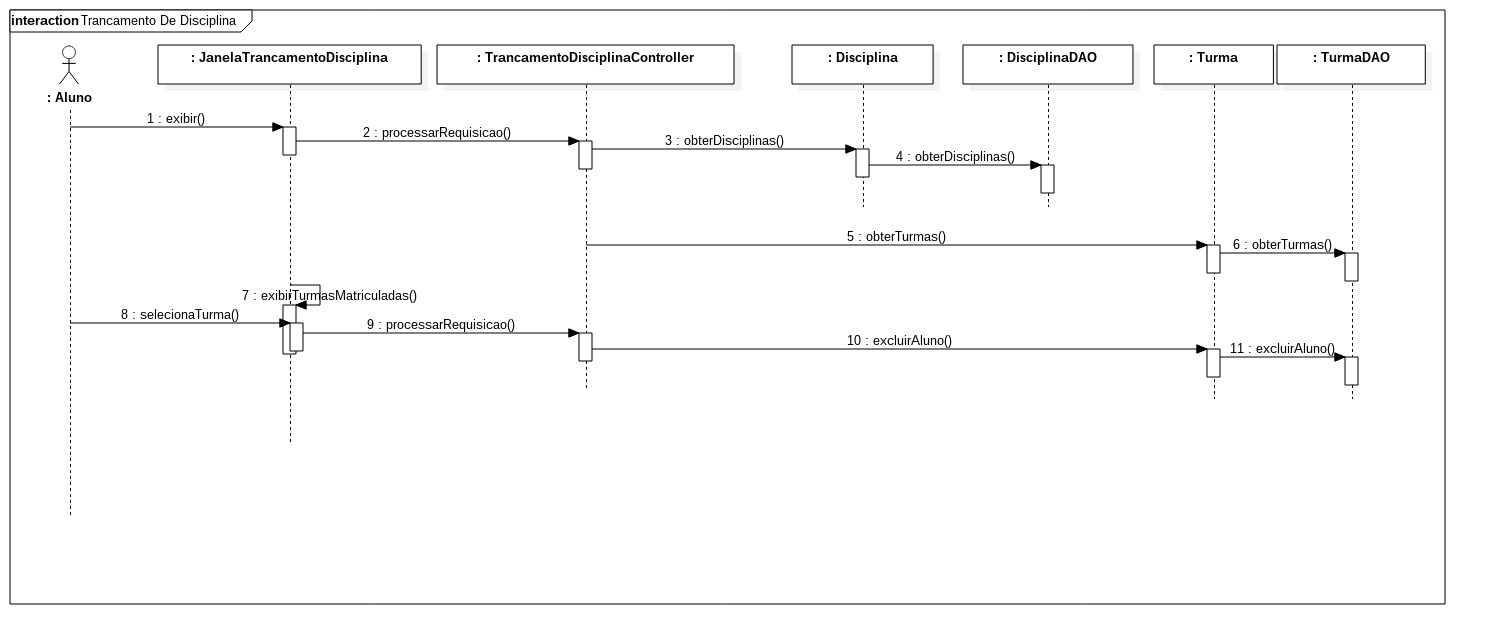 interaction Trancamento De Disciplina
: Aluno
: JanelaTrancamentoDisciplina
: TrancamentoDisciplinaController
: Disciplina
: DisciplinaDAO
: Turma
: TurmaDAO
1 : exibir()
2 : processarRequisicao()
3 : obterDisciplinas()
4 : obterDisciplinas()
5 : obterTurmas()
6 : obterTurmas()
7 : exibirTurmasMatriculadas()
8 : selecionaTurma()
9 : processarRequisicao()
10 : excluirAluno()
11 : excluirAluno()